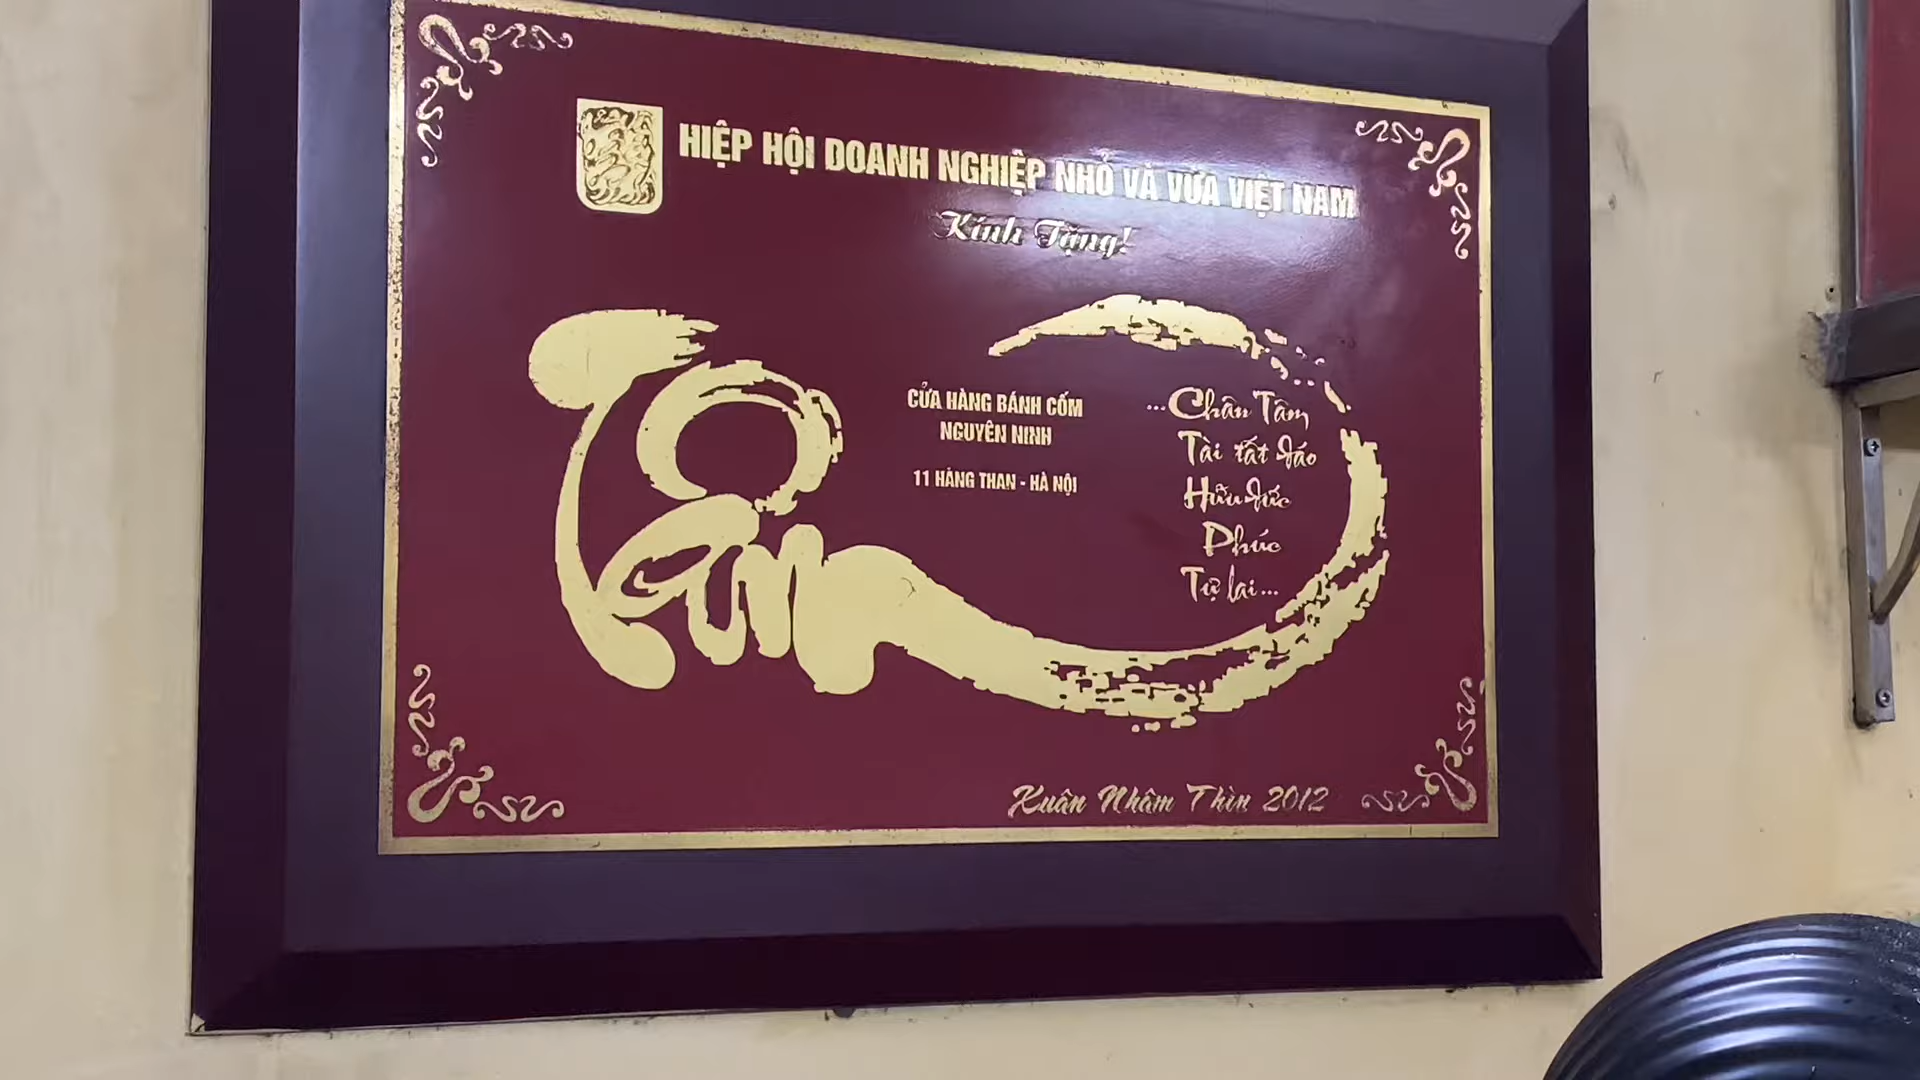 HIỆP HỘI DOANH NGHIỆP NHỎ VÀ VỪA VIỆT NAM
Kính Tặng!
Tâm
CỬA HÀNG BÁNH CỐM
NGUYÊN NINH
11 HÀNG THAN - HÀ NỘI
...Chân Tâm
Tài tất đáo
Hữu đức
Phúc
Tự lai...
Xuân Nhâm Thìn 2012